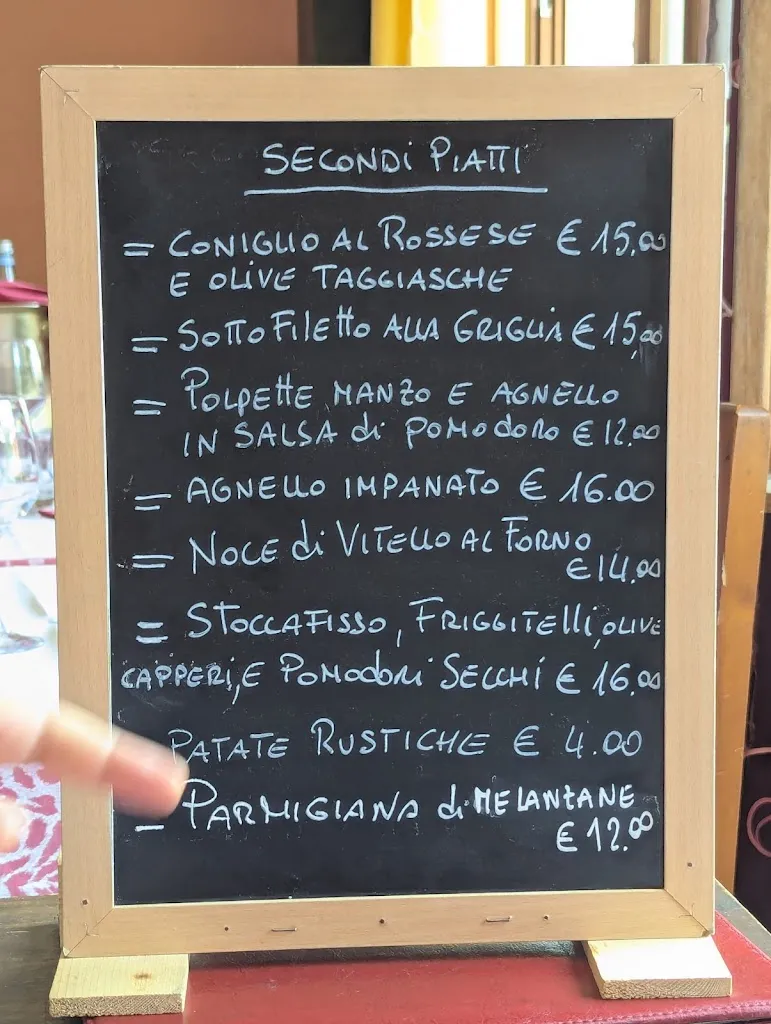 SECONDI PIATTI
= CONIGLIO AL ROSSESE € 15,00
E OLIVE TAGGIASCHE
= SOTTOFILETTO ALLA GRIGLIA € 15,00
= POLPETTE MANZO E AGNELLO
IN SALSA di POMODORO € 12.00
= AGNELLO IMPANATO € 16.00
= NOCE di VITELLO AL FORNO
€ 14.00
= STOCCAFISSO, FRIGGITELLI, OLIVE
CAPPERI, E POMODORI SECCHI € 16.00
PATATE RUSTICHE € 4.00
= PARMIGIANA di MELANZANE
€ 12.00